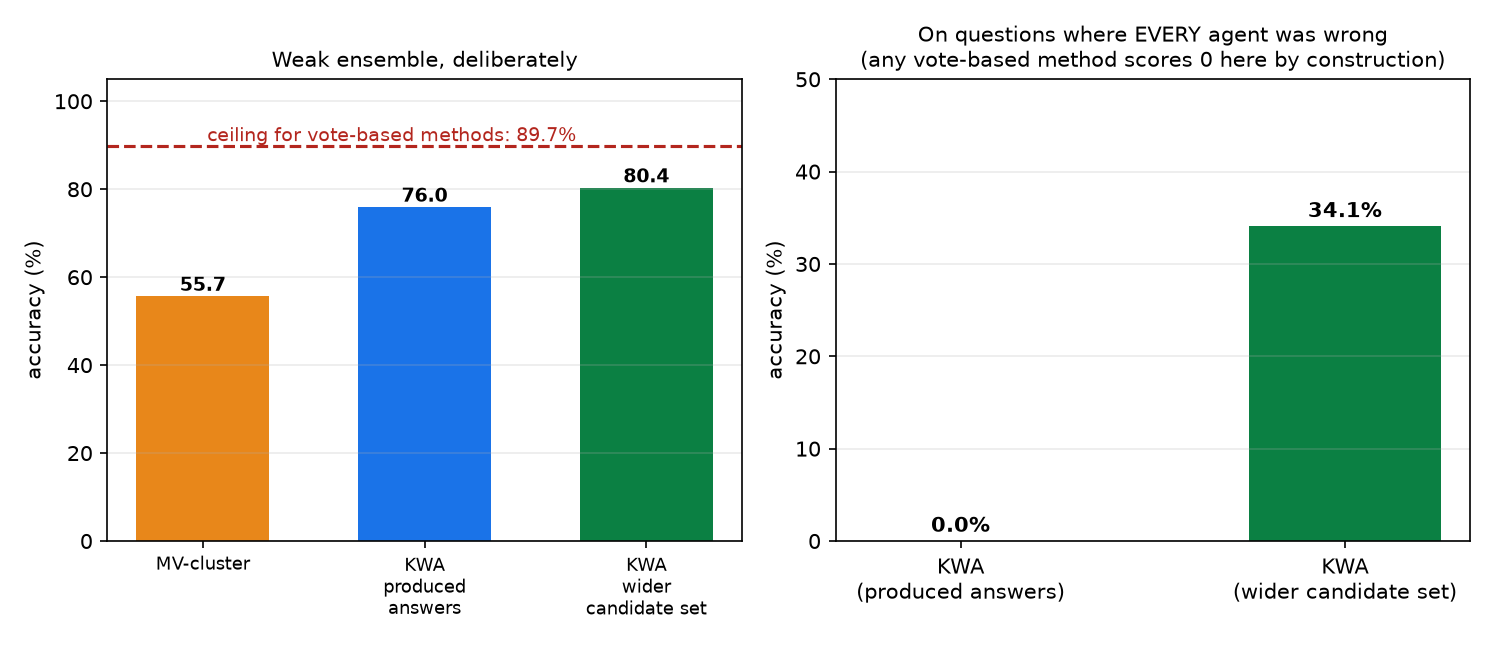 Weak ensemble, deliberately
100
80
60
40
20
0
accuracy (%)
ceiling for vote-based methods: 89.7%
55.7
76.0
80.4
MV-cluster
KWA
produced
answers
KWA
wider
candidate set
On questions where EVERY agent was wrong
(any vote-based method scores 0 here by construction)
50
40
30
20
10
0
accuracy (%)
0.0%
34.1%
KWA
(produced answers)
KWA
(wider candidate set)